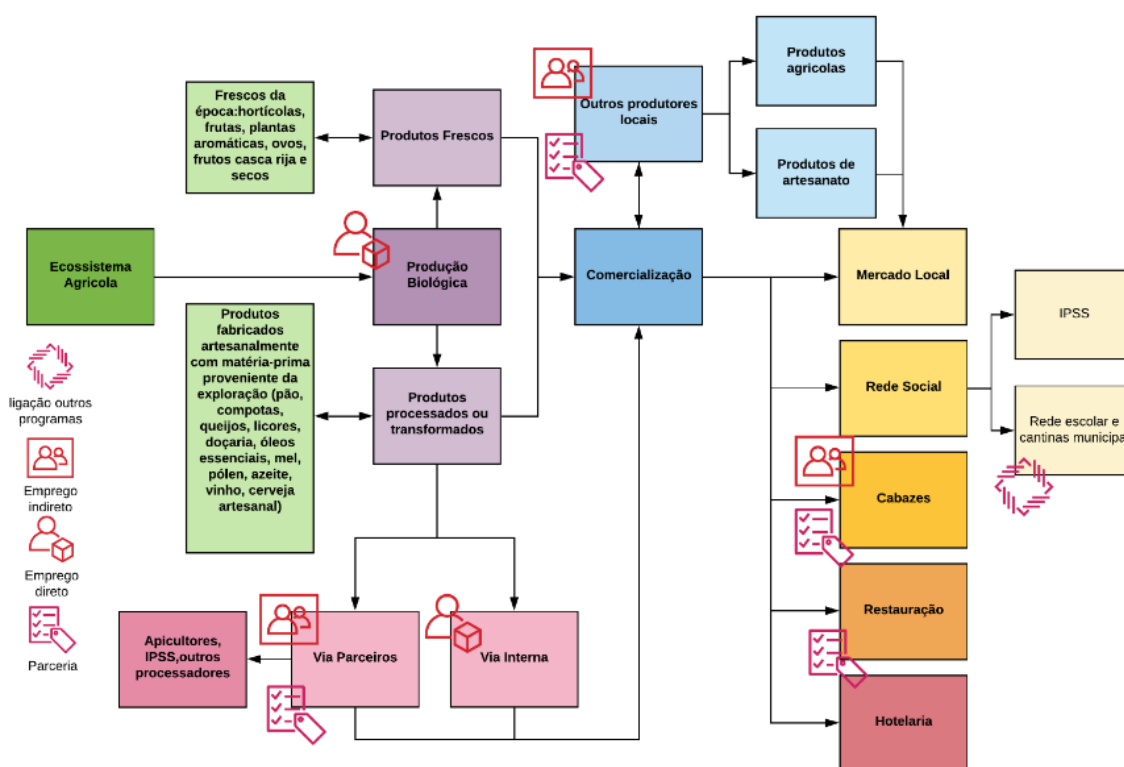 Frescos da
época:hortícolas,
frutas, plantas
aromáticas, ovos,
frutos casca rija e
secos
Produtos Frescos
Outros produtores
locais
Produtos
agrícolas
Produtos de
artesanato
Ecossistema
Agricola
Produção
Biológica
Comercialização
Mercado Local
IPSS
Produtos
fabricados
artesanalmente
com matéria-prima
proveniente da
exploração (pão,
compotas,
queijos, licores,
doçaria, óleos
essenciais, mel,
pólen, azeite,
vinho, cerveja
artesanal)
Produtos
processados ou
transformados
Rede Social
Rede escolar e
cantinas municipa
Cabazes
Restauração
Hotelaria
ligação outros
programas
Emprego
indireto
Emprego
direto
Parceria
Apicultores,
IPSS,outros
processadores
Via Parceiros
Via Interna